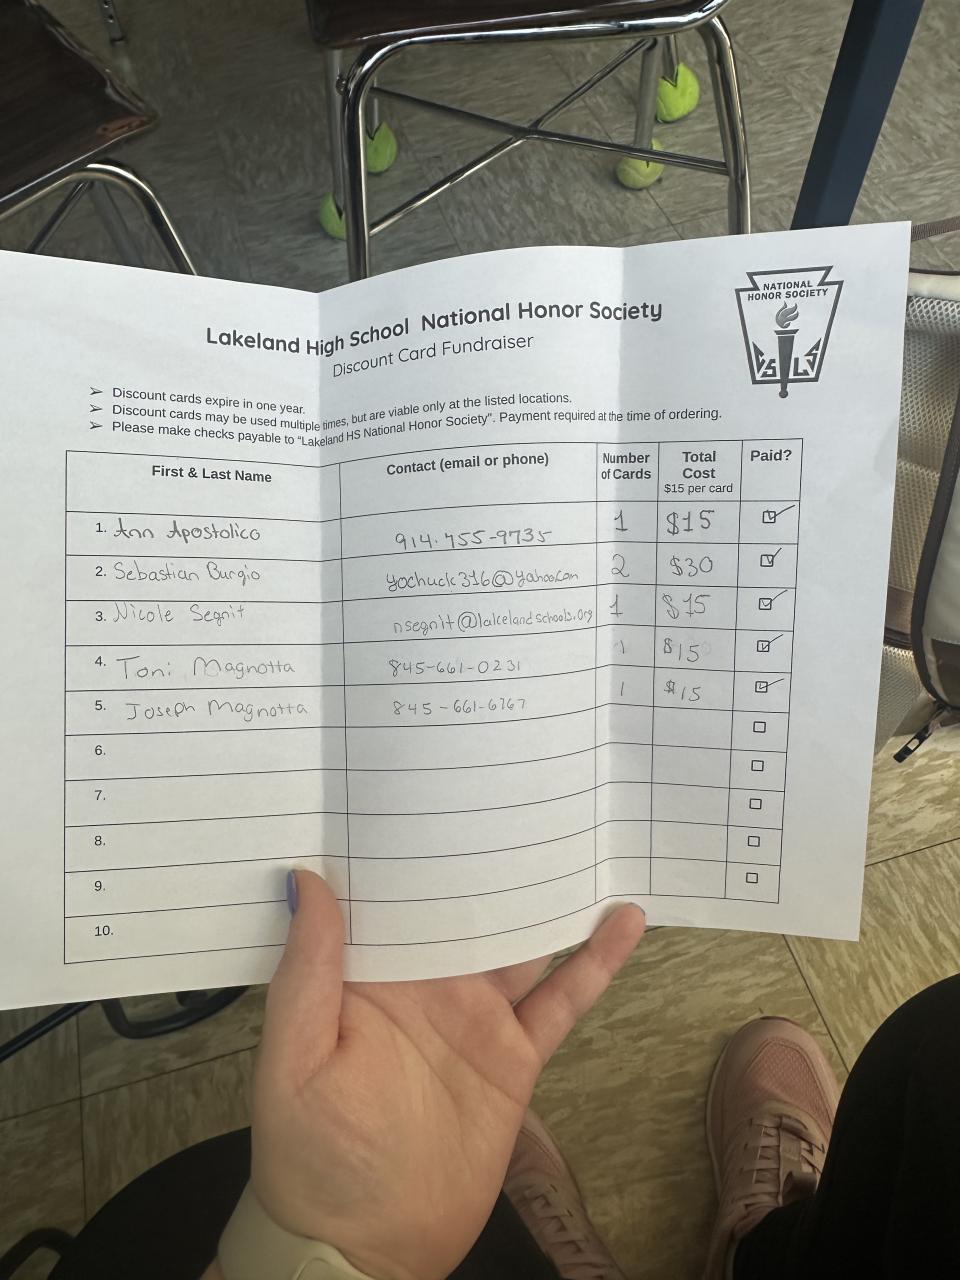 NATIONAL
HONOR SOCIETY
Lakeland High School National Honor Society
Discount Card Fundraiser
➢ Discount cards expire in one year.
➢ Discount cards may be used multiple times, but are viable only at the listed locations.
➢ Please make checks payable to “Lakeland HS National Honor Society”. Payment required at the time of ordering.
First & Last Name Contact (email or phone) Number of Cards Total Cost $15 per card Paid?
1. Ann Apostolico 914.755-9735 1 $15
2. Sebastian Burgio yochuck316@yahoo.com 2 $30
3. Nicole Segnit nsegnit@lakelandschools.org 1 $15
4. Toni Magnotta 845-661-0231 1 $15
5. Joseph Magnotta 845-661-6767 1 $15
6.
7.
8.
9.
10.